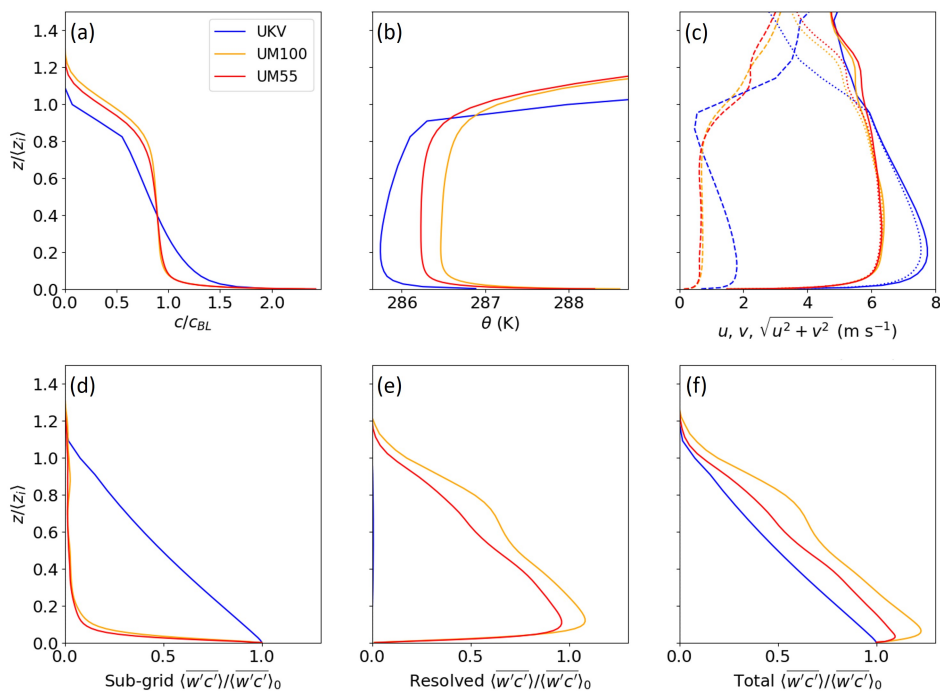 (a)
UKV
UM100
UM55
(b)
(c)
1.4
1.2
1.0
0.8
0.6
0.4
0.2
0.0
z/⟨z_i⟩
0.0 0.5 1.0 1.5 2.0
286 287 288
0 2 4 6 8
c/c_BL
θ (K)
u, v, √u² + v² (m s⁻¹)
(d)
(e)
(f)
1.4
1.2
1.0
0.8
0.6
0.4
0.2
0.0
z/⟨z_i⟩
0.0 0.5 1.0
0.0 0.5 1.0
0.0 0.5 1.0
Sub-grid ⟨w'c'⟩/⟨w'c'⟩₀
Resolved ⟨w'c'⟩/⟨w'c'⟩₀
Total ⟨w'c'⟩/⟨w'c'⟩₀